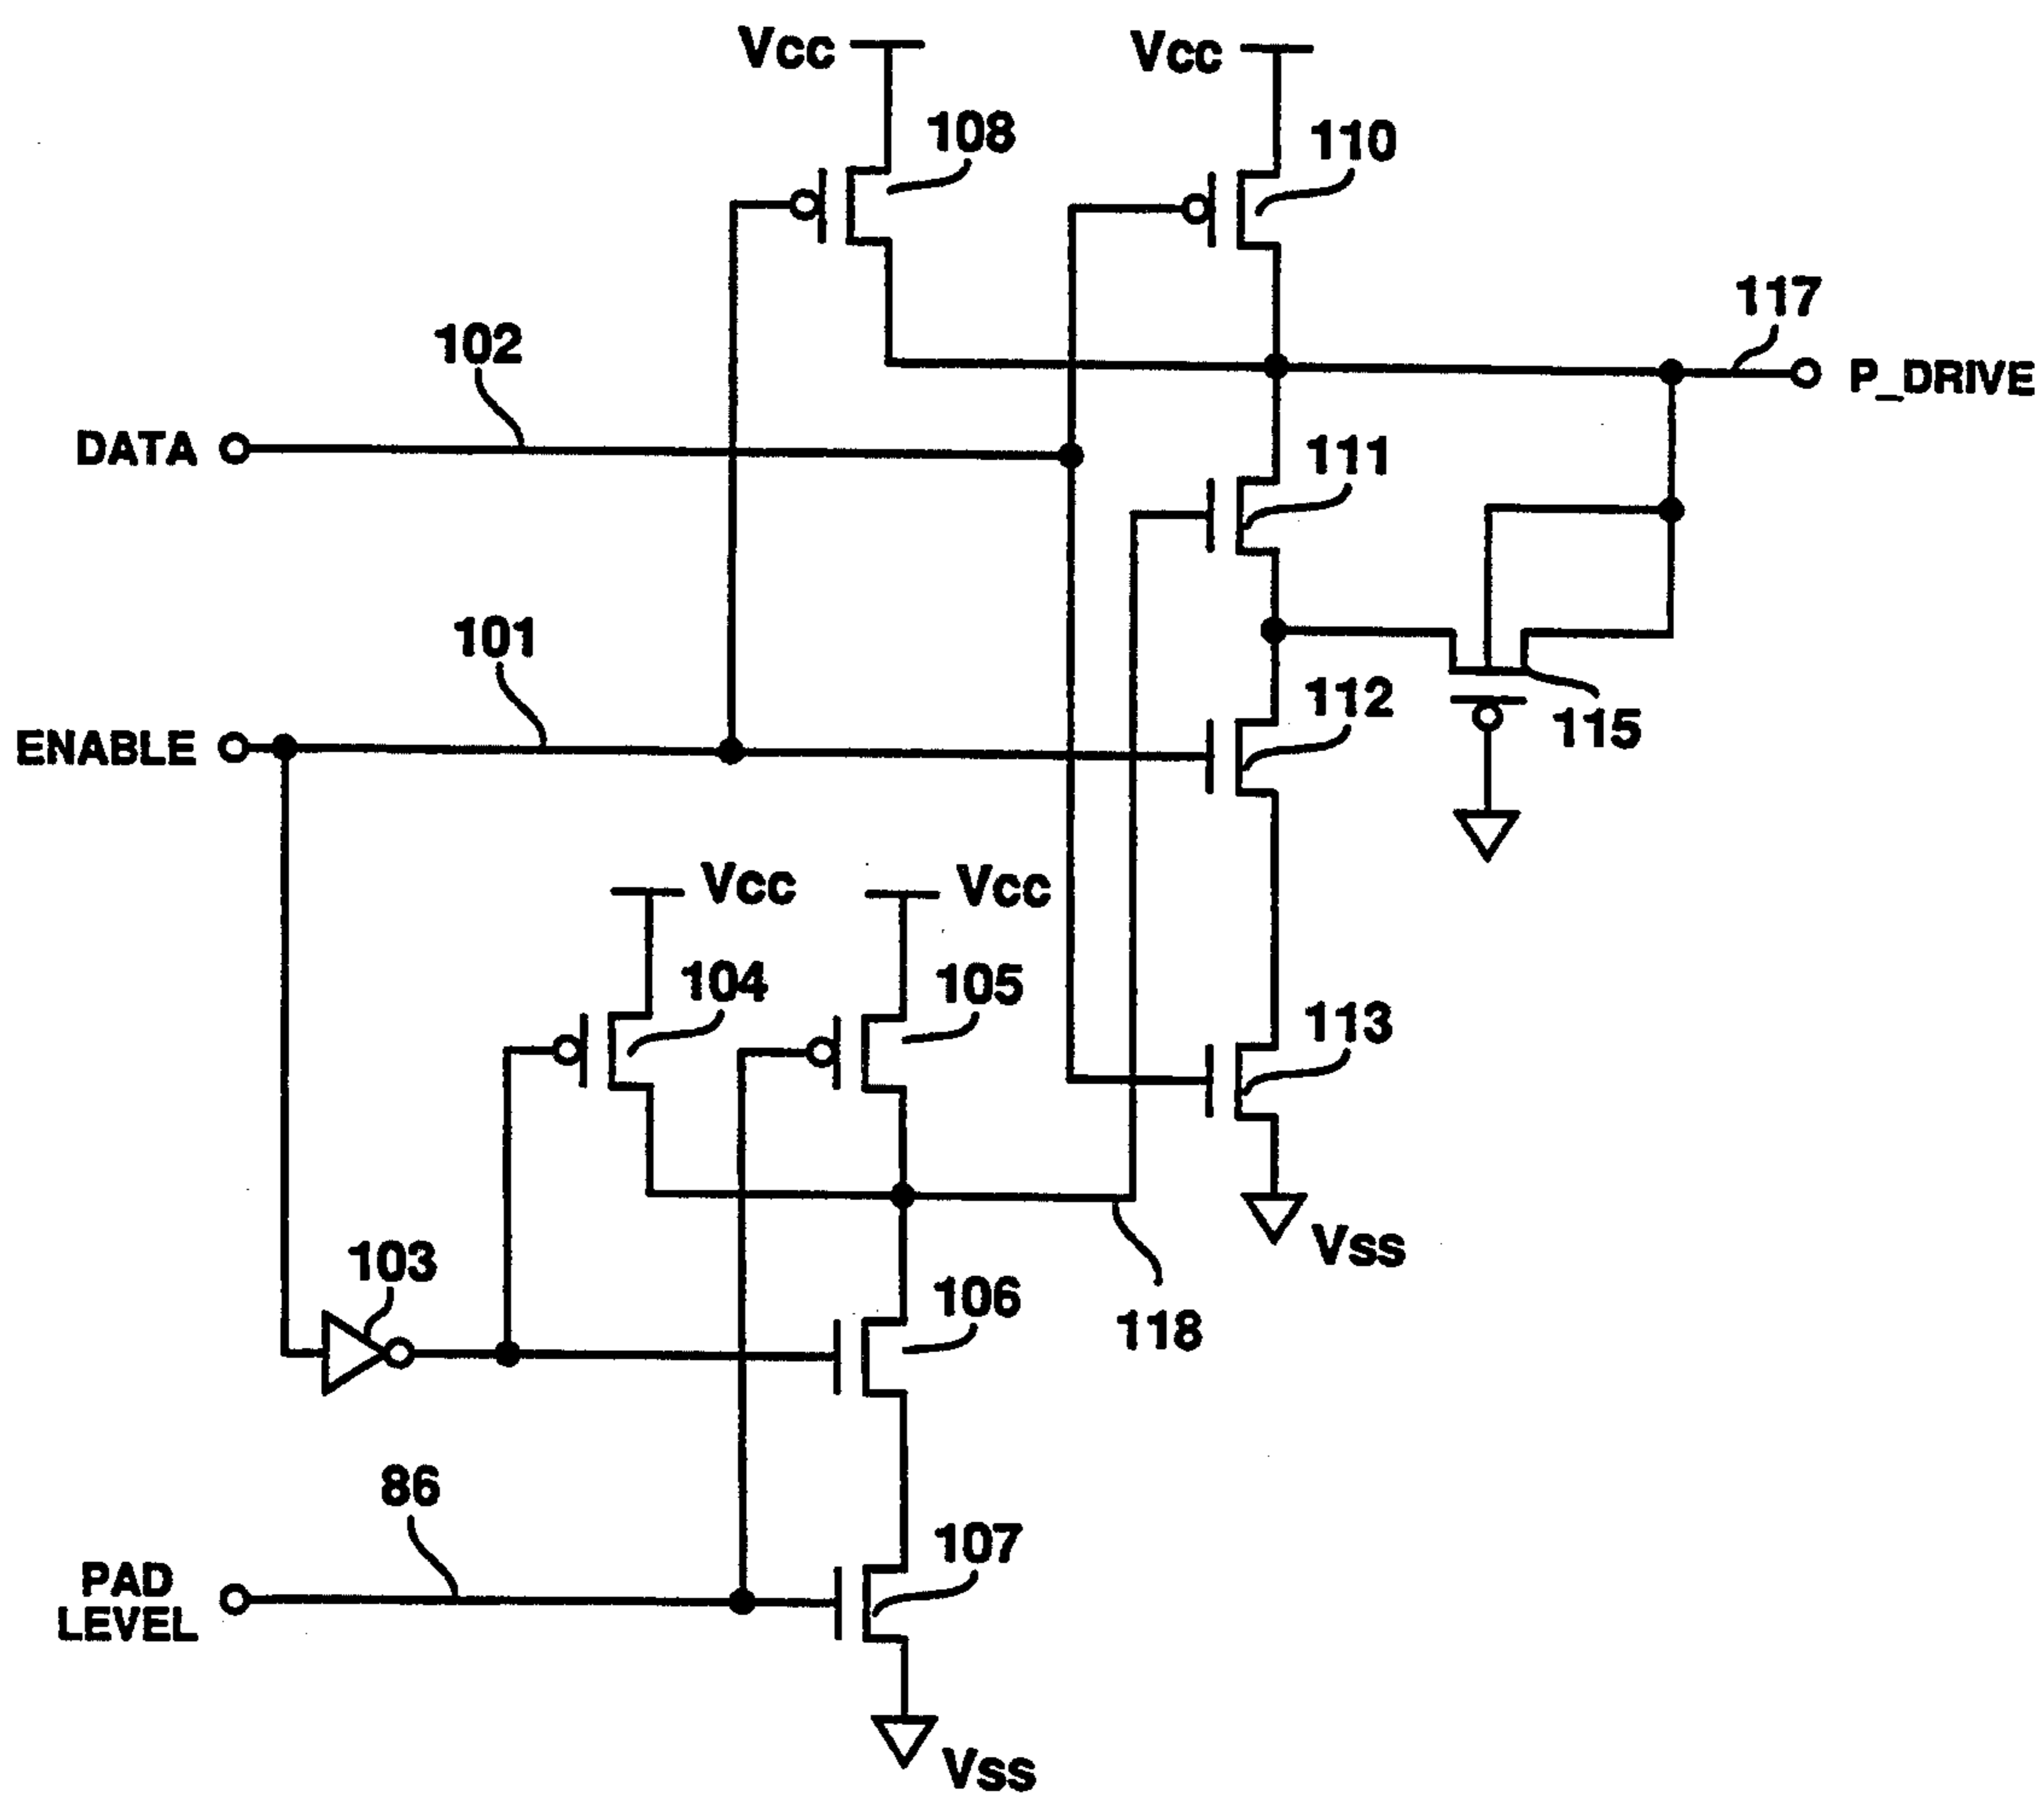 Vcc
Vcc
108
110
117
102
P_DRIVE
DATA
111
101
112
ENABLE
115
Vcc
Vcc
104
105
113
103
Vss
106
118
86
107
PAD
LEVEL
Vss